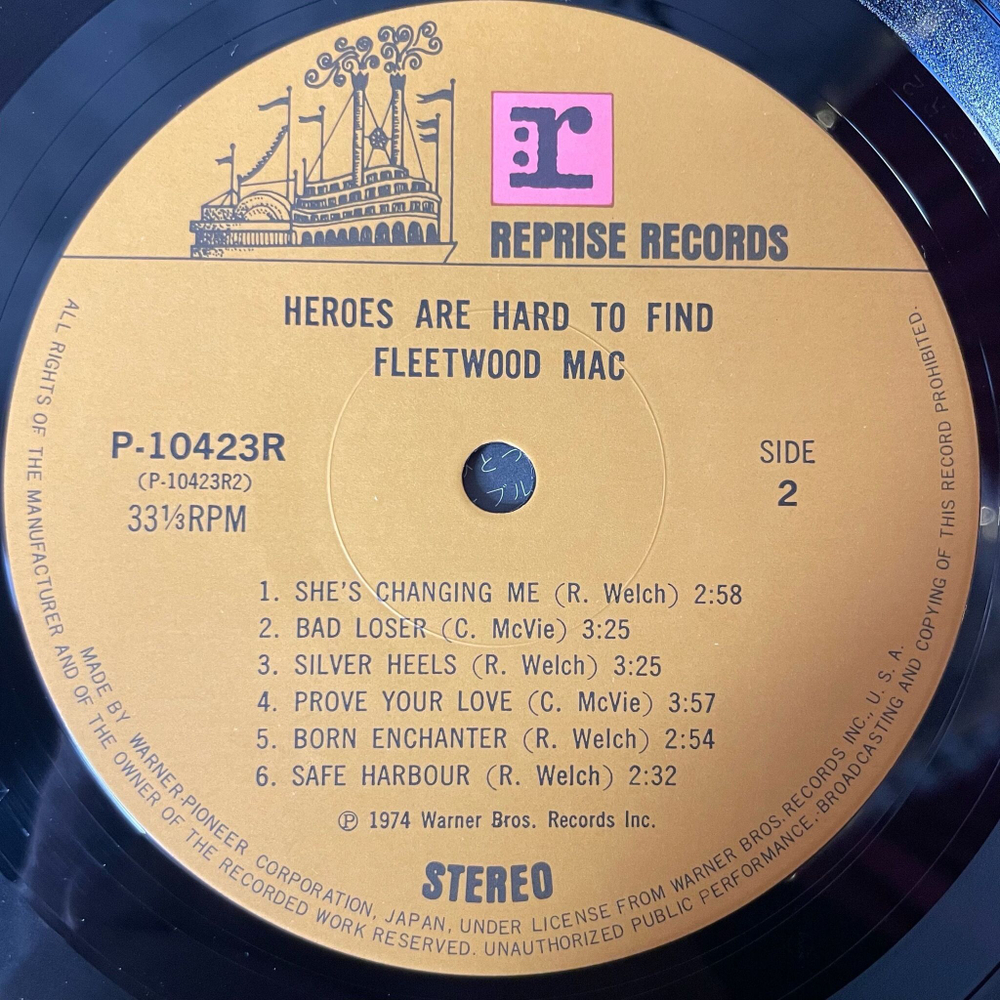 r
REPRISE RECORDS
HEROES ARE HARD TO FIND
FLEETWOOD MAC
P-10423R
(P-10423R2)
33⅓RPM
SIDE
2
1. SHE'S CHANGING ME (R. Welch) 2:58
2. BAD LOSER (C. McVie) 3:25
3. SILVER HEELS (R. Welch) 3:25
4. PROVE YOUR LOVE (C. McVie) 3:57
5. BORN ENCHANTER (R. Welch) 2:54
6. SAFE HARBOUR (R. Welch) 2:32
℗ 1974 Warner Bros. Records Inc.
STEREO
MADE BY WARNER-PIONEER CORPORATION, JAPAN, UNDER LICENSE FROM WARNER BROS. RECORDS INC., U. S. A.
ALL RIGHTS OF THE MANUFACTURER AND OF THE OWNER OF THE RECORDED WORK RESERVED. UNAUTHORIZED PUBLIC PERFORMANCE. BROADCASTING AND COPYING OF THIS RECORD PROHIBITED.